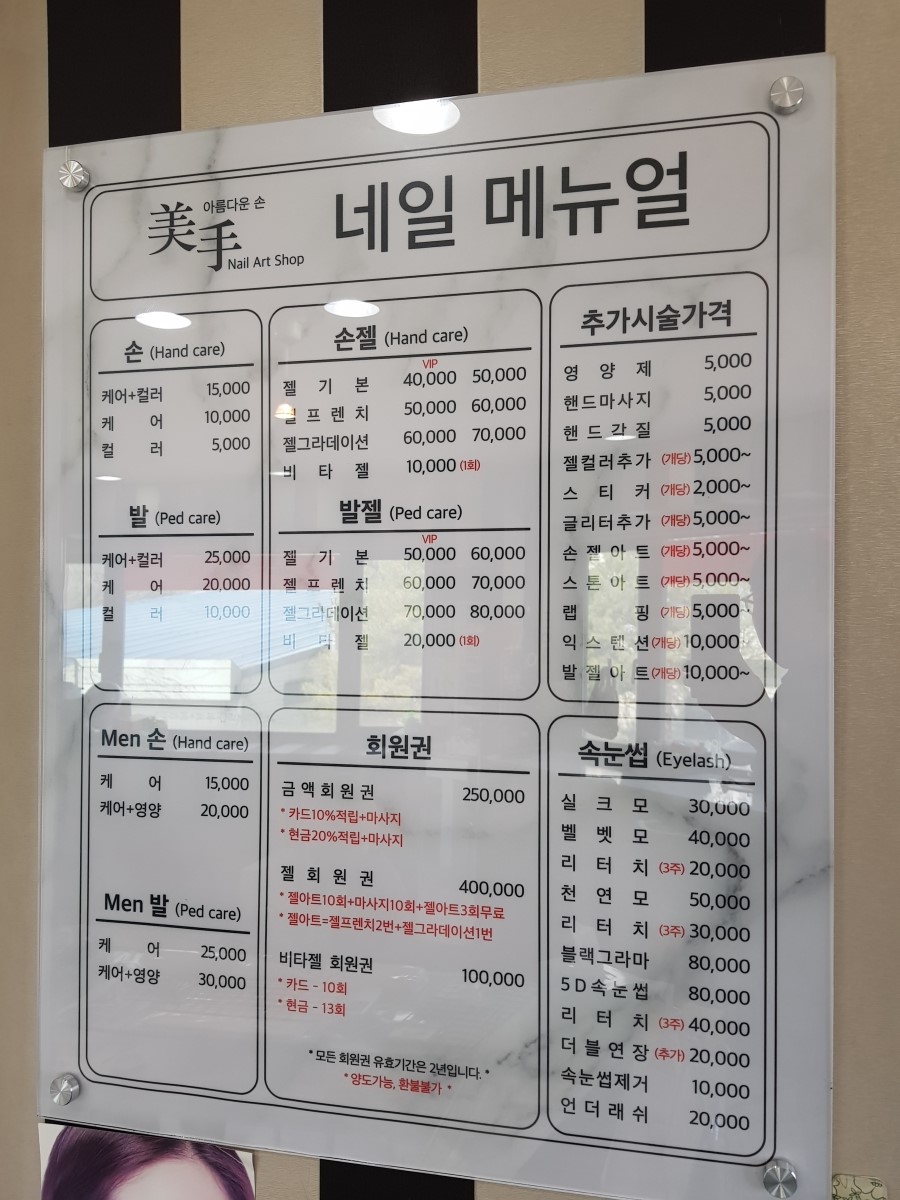 美手
아름다운 손
Nail Art Shop
네일 메뉴얼
손 (Hand care)
케어+컬러 15,000
케 어 10,000
컬 러 5,000
발 (Ped care)
케어+컬러 25,000
케 어 20,000
컬 러 10,000
손젤 (Hand care)
VIP
젤 기 본 40,000 50,000
젤 프 렌 치 50,000 60,000
젤그라데이션 60,000 70,000
비 타 젤 10,000 (1회)
발젤 (Ped care)
VIP
젤 기 본 50,000 60,000
젤 프 렌 치 60,000 70,000
젤그라데이션 70,000 80,000
비 타 젤 20,000 (1회)
추가시술가격
영 양 제 5,000
핸드마사지 5,000
핸 드 각 질 5,000
젤컬러추가 (개당) 5,000~
스 티 커 (개당) 2,000~
글리터추가 (개당) 5,000~
손 젤 아 트 (개당) 5,000~
스 톤 아 트 (개당) 5,000~
랩 핑 (개당) 5,000~
익 스 텐 션 (개당) 10,000~
발 젤 아 트 (개당) 10,000~
Men 손 (Hand care)
케 어 15,000
케어+영양 20,000
Men 발 (Ped care)
케 어 25,000
케어+영양 30,000
회원권
금 액 회 원 권 250,000
* 카드10%적립+마사지
* 현금20%적립+마사지
젤 회 원 권 400,000
* 젤아트10회+마사지10회+젤아트3회무료
* 젤아트=젤프렌치2번+젤그라데이션1번
비타젤 회원권 100,000
* 카드 - 10회
* 현금 - 13회
* 모든 회원권 유효기간은 2년입니다. *
* 양도가능, 환불불가 *
속눈썹 (Eyelash)
실 크 모 30,000
벨 벳 모 40,000
리 터 치 (3주) 20,000
천 연 모 50,000
리 터 치 (3주) 30,000
블랙그라마 80,000
5D속눈썹 80,000
리 터 치 (3주) 40,000
더 블 연 장 (추가) 20,000
속눈썹제거 10,000
언 더 래 쉬 20,000